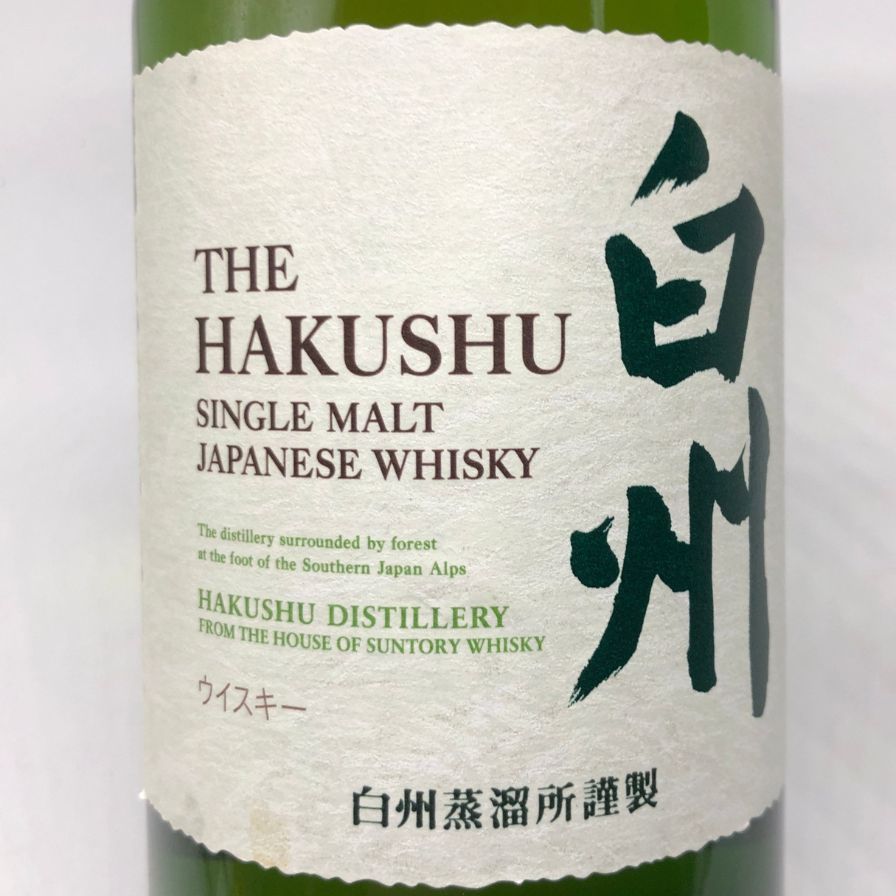 THE
HAKUSHU
SINGLE MALT
JAPANESE WHISKY
The distillery surrounded by forest
at the foot of the Southern Japan Alps
HAKUSHU DISTILLERY
FROM THE HOUSE OF SUNTORY WHISKY
ウイスキー
白州
白州蒸溜所謹製